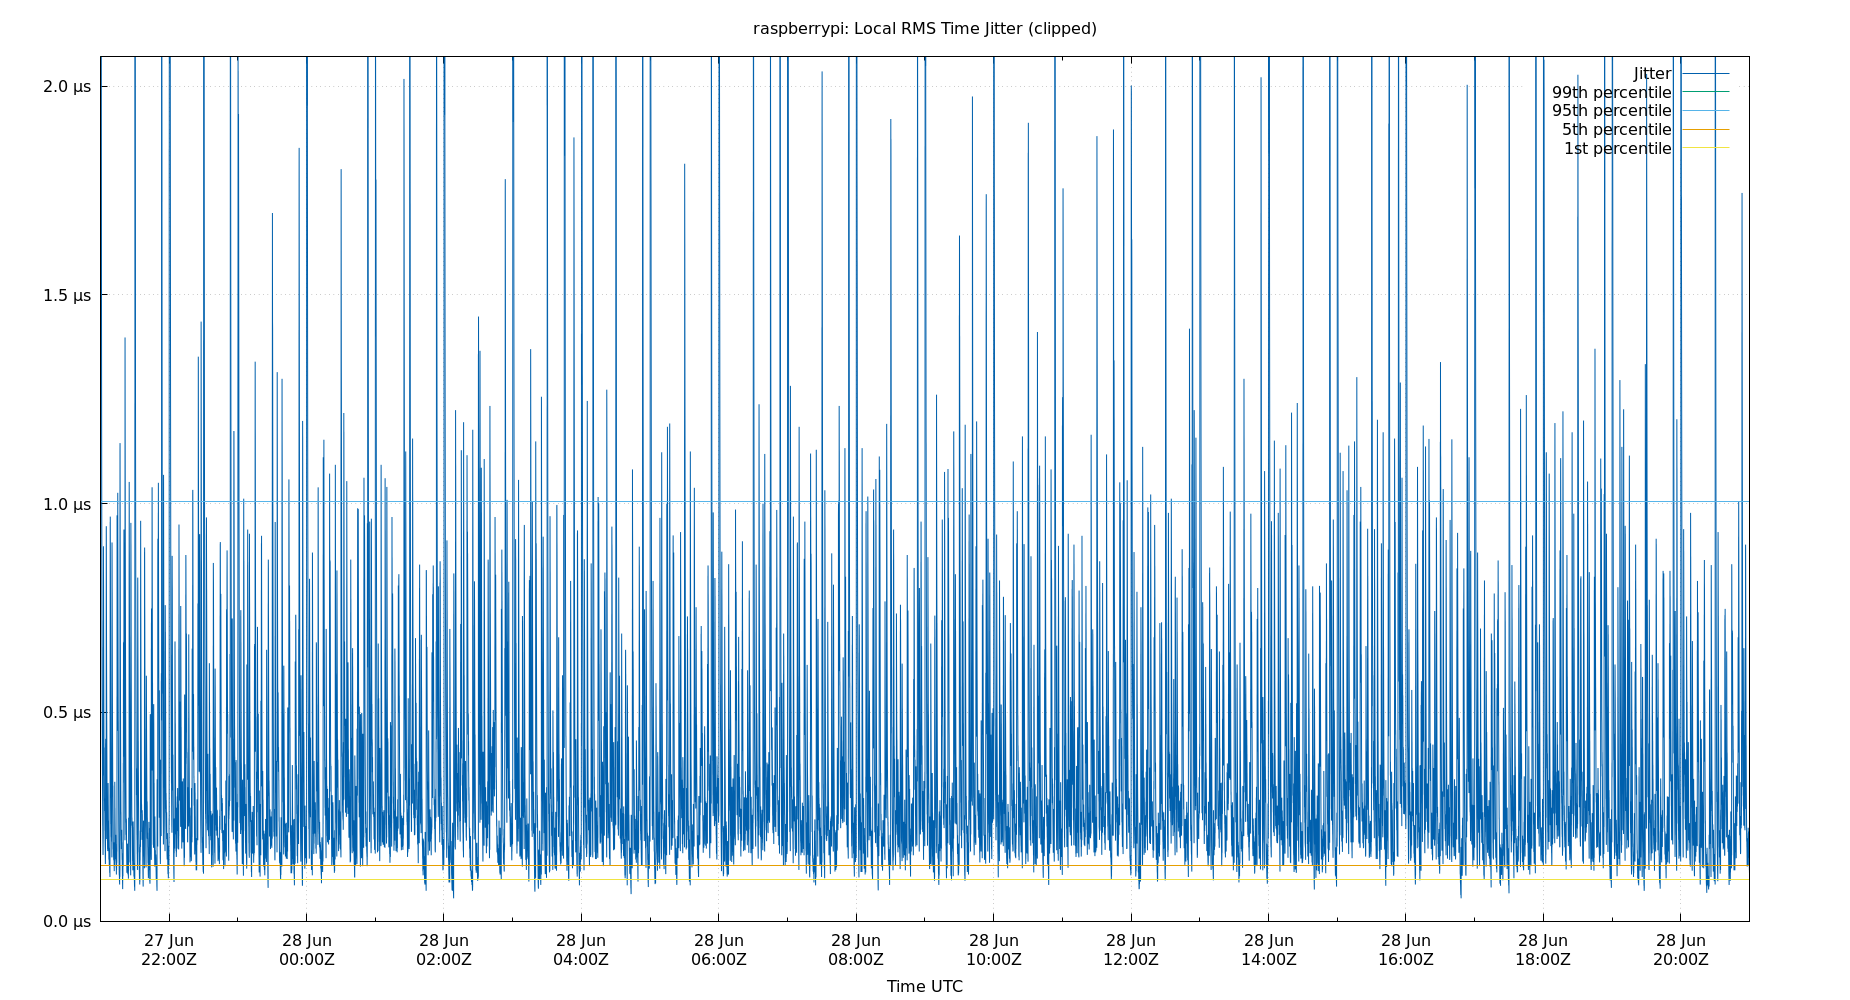 raspberrypi: Local RMS Time Jitter (clipped)
2.0 µs
1.5 µs
1.0 µs
0.5 µs
0.0 µs
Jitter
99th percentile
95th percentile
5th percentile
1st percentile
27 Jun 28 Jun 28 Jun 28 Jun 28 Jun 28 Jun 28 Jun 28 Jun 28 Jun 28 Jun 28 Jun 28 Jun
22:00Z 00:00Z 02:00Z 04:00Z 06:00Z 08:00Z 10:00Z 12:00Z 14:00Z 16:00Z 18:00Z 20:00Z
Time UTC